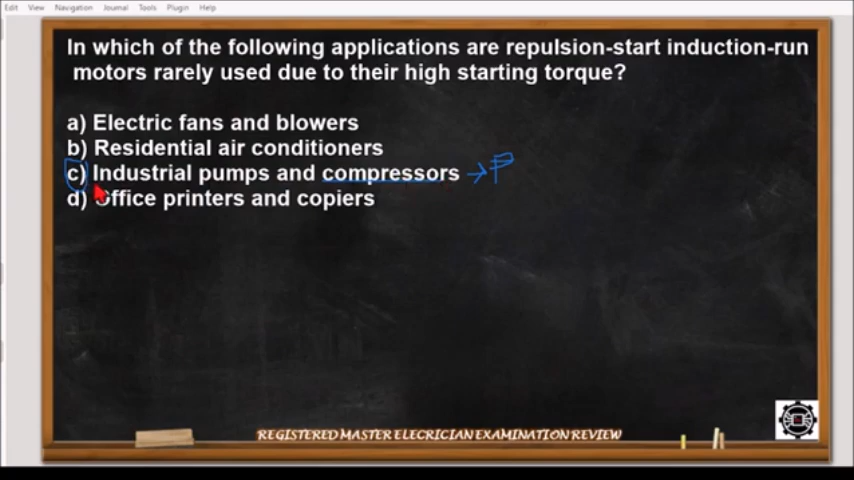 Edit View Navigation Journal Tools Plugin Help
In which of the following applications are repulsion-start induction-run
motors rarely used due to their high starting torque?
a) Electric fans and blowers
b) Residential air conditioners
c) Industrial pumps and compressors
d) Office printers and copiers
REGISTERED MASTER ELECRICIAN EXAMINATION REVIEW